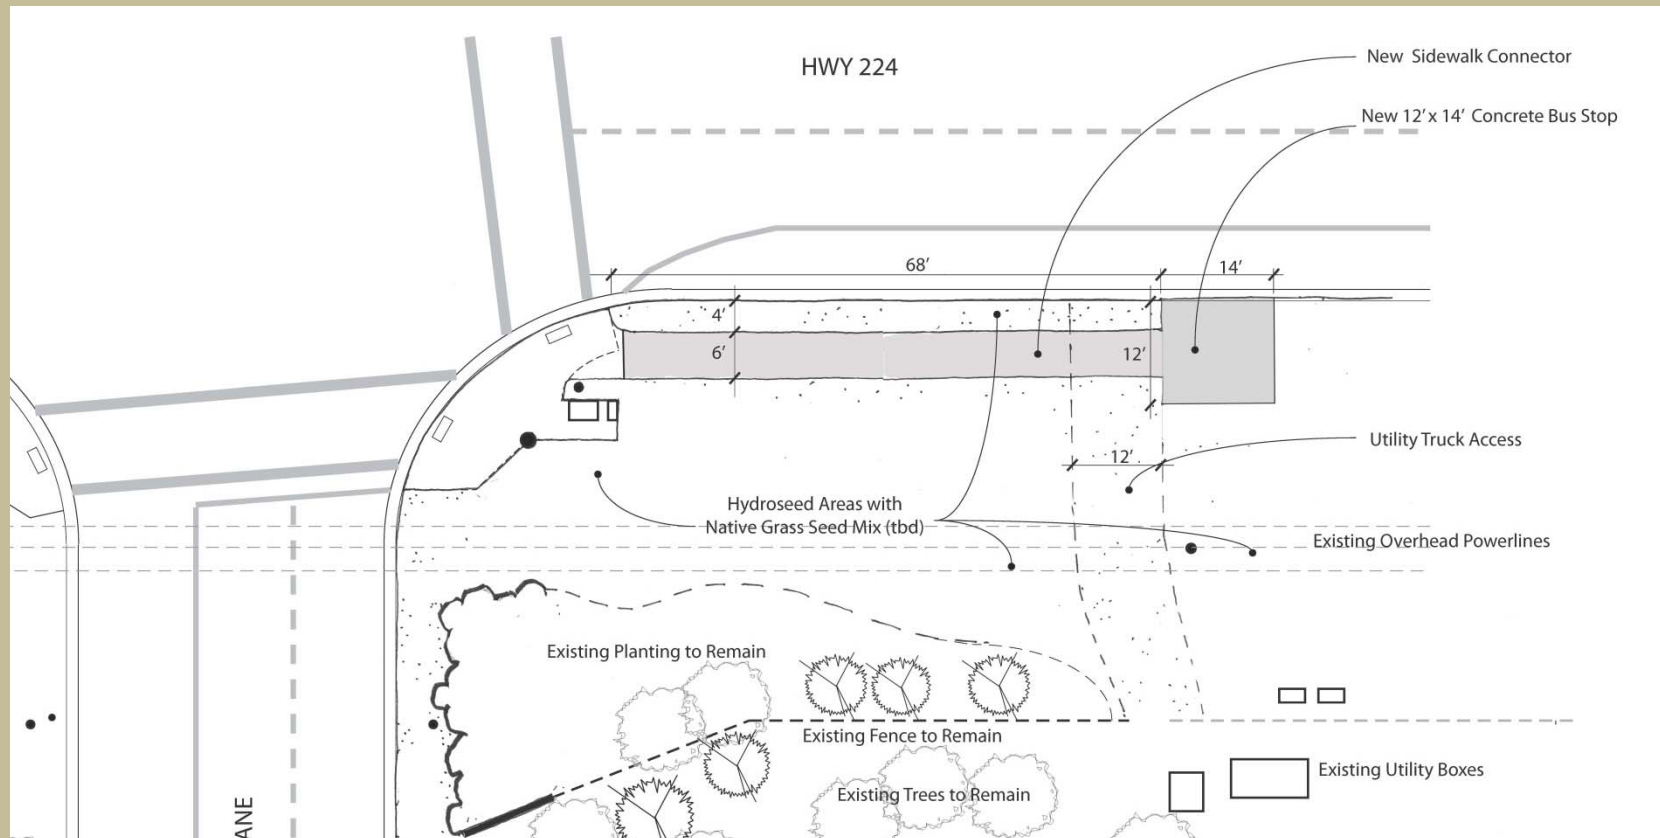 HWY 224
New Sidewalk Connector
New 12' x 14' Concrete Bus Stop
68'
14'
4'
6'
12'
Utility Truck Access
12'
Hydroseed Areas with
Native Grass Seed Mix (tbd)
Existing Overhead Powerlines
Existing Planting to Remain
Existing Fence to Remain
Existing Utility Boxes
Existing Trees to Remain
ANE